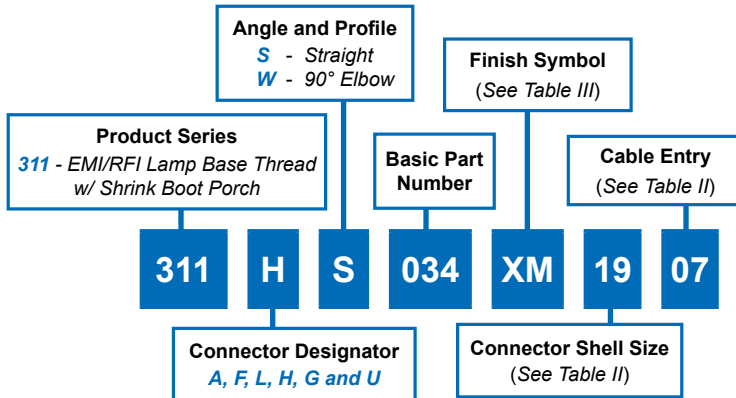 Angle and Profile
S - Straight
W - 90° Elbow
Finish Symbol
(See Table III)
Product Series
311 - EMI/RFI Lamp Base Thread
w/ Shrink Boot Porch
Basic Part
Number
Cable Entry
(See Table II)
311 H S 034 XM 19 07
Connector Designator
A, F, L, H, G and U
Connector Shell Size
(See Table II)